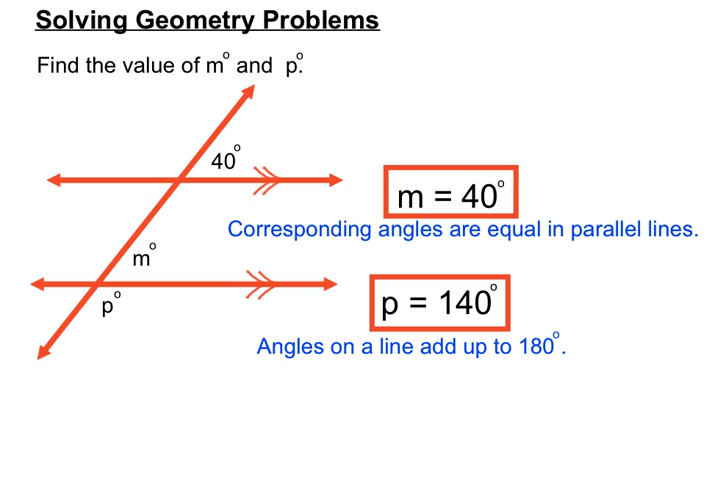 Solving Geometry Problems
Find the value of m° and p°.
40°
m = 40°
Corresponding angles are equal in parallel lines.
m°
p°
p = 140°
Angles on a line add up to 180°.